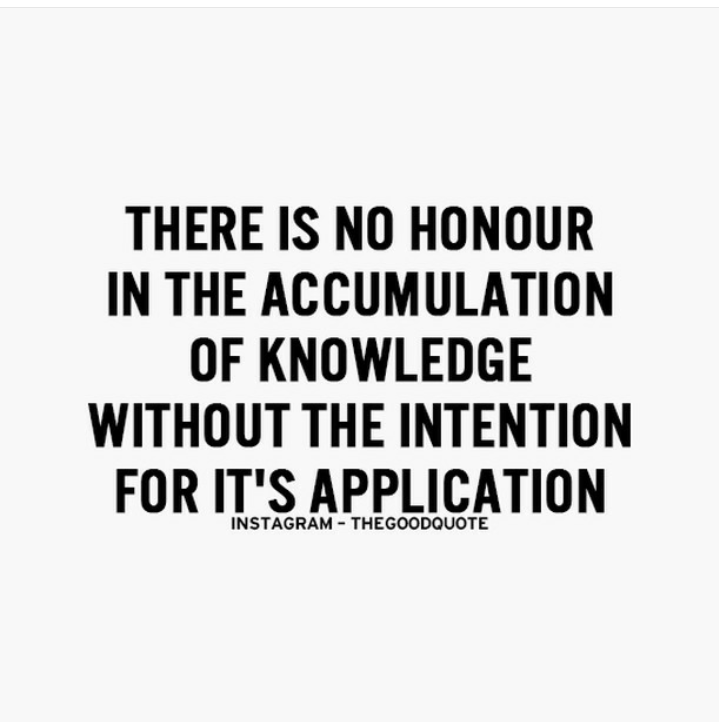 THERE IS NO HONOUR
IN THE ACCUMULATION
OF KNOWLEDGE
WITHOUT THE INTENTION
FOR IT'S APPLICATION
INSTAGRAM - THEGOODQUOTE